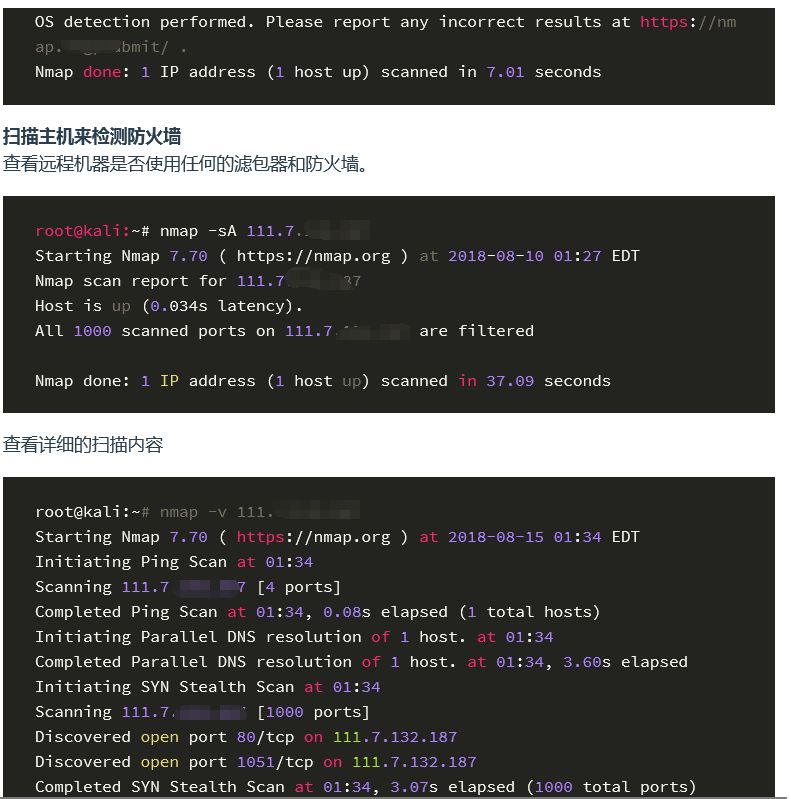 OS detection performed. Please report any incorrect results at https://nm
ap. bmit/ .
Nmap done: 1 IP address (1 host up) scanned in 7.01 seconds
扫描主机来检测防火墙
查看远程机器是否使用任何的滤包器和防火墙。
root@kali:~# nmap -sA 111.7.
Starting Nmap 7.70 ( https://nmap.org ) at 2018-08-10 01:27 EDT
Nmap scan report for 111.7 87
Host is up (0.034s latency).
All 1000 scanned ports on 111.7. are filtered
Nmap done: 1 IP address (1 host up) scanned in 37.09 seconds
查看详细的扫描内容
root@kali:~# nmap -v 111.
Starting Nmap 7.70 ( https://nmap.org ) at 2018-08-15 01:34 EDT
Initiating Ping Scan at 01:34
Scanning 111.7 7 [4 ports]
Completed Ping Scan at 01:34, 0.08s elapsed (1 total hosts)
Initiating Parallel DNS resolution of 1 host. at 01:34
Completed Parallel DNS resolution of 1 host. at 01:34, 3.60s elapsed
Initiating SYN Stealth Scan at 01:34
Scanning 111.7. [1000 ports]
Discovered open port 80/tcp on 111.7.132.187
Discovered open port 1051/tcp on 111.7.132.187
Completed SYN Stealth Scan at 01:34, 3.07s elapsed (1000 total ports)